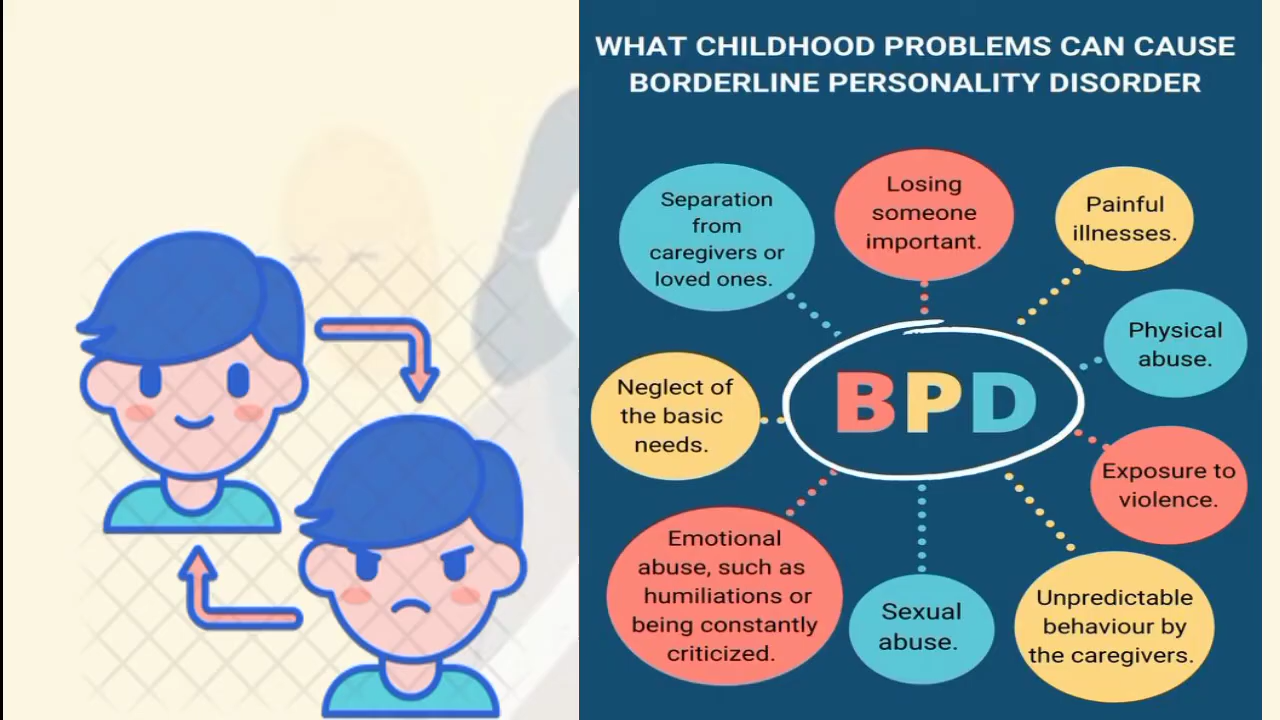 WHAT CHILDHOOD PROBLEMS CAN CAUSE
BORDERLINE PERSONALITY DISORDER
Separation
from
caregivers or
loved ones.
Losing
someone
important.
Painful
illnesses.
Physical
abuse.
Neglect of
the basic
needs.
BPD
Exposure to
violence.
Emotional
abuse, such as
humiliations or
being constantly
criticized.
Sexual
abuse.
Unpredictable
behaviour by
the caregivers.